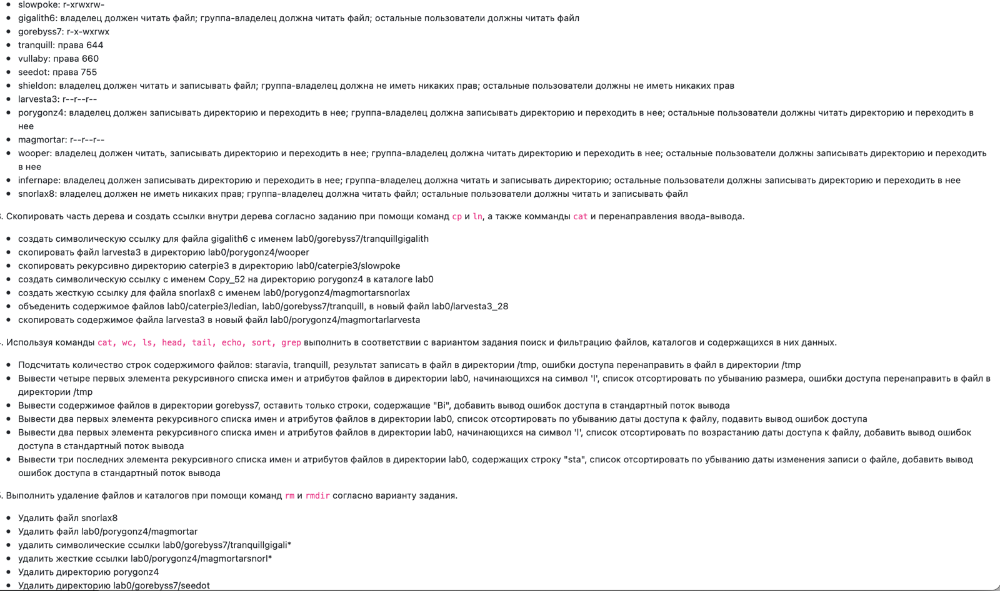 • slowpoke: r-xrwxrw-
• gigalith6: владелец должен читать файл; группа-владелец должна читать файл; остальные пользователи должны читать файл
• gorebyss7: r-x-wxrwx
• tranquill: права 644
• vullaby: права 660
• seedot: права 755
• shieldon: владелец должен читать и записывать файл; группа-владелец должна не иметь никаких прав; остальные пользователи должны не иметь никаких прав
• larvesta3: r--r--r--
• porygonz4: владелец должен записывать директорию и переходить в нее; группа-владелец должна записывать директорию и переходить в нее; остальные пользователи должны читать директорию и переходить в
нее
• magmortar: r--r--r--
• wooper: владелец должен читать, записывать директорию и переходить в нее; группа-владелец должна читать директорию и переходить в нее; остальные пользователи должны записывать директорию и переходить
в нее
• infernape: владелец должен записывать директорию и переходить в нее; группа-владелец должна читать и записывать директорию; остальные пользователи должны записывать директорию и переходить в нее
• snorlax8: владелец должен не иметь никаких прав; группа-владелец должна читать файл; остальные пользователи должны читать и записывать файл
. Скопировать часть дерева и создать ссылки внутри дерева согласно заданию при помощи команд cp и ln, а также комманды cat и перенаправления ввода-вывода.
• создать символическую ссылку для файла gigalith6 с именем lab0/gorebyss7/tranquillgigalith
• скопировать файл larvesta3 в директорию lab0/porygonz4/wooper
• скопировать рекурсивно директорию caterpie3 в директорию lab0/caterpie3/slowpoke
• создать символическую ссылку с именем Copy_52 на директорию porygonz4 в каталоге lab0
• создать жесткую ссылку для файла snorlax8 с именем lab0/porygonz4/magmortarsnorlax
• объеденить содержимое файлов lab0/caterpie3/ledian, lab0/gorebyss7/tranquill, в новый файл lab0/larvesta3_28
• скопировать содержимое файла larvesta3 в новый файл lab0/porygonz4/magmortarlarvesta
. Используя команды cat, wc, ls, head, tail, echo, sort, grep выполнить в соответствии с вариантом задания поиск и фильтрацию файлов, каталогов и содержащихся в них данных.
• Подсчитать количество строк содержимого файлов: staravia, tranquill, результат записать в файл в директории /tmp, ошибки доступа перенаправить в файл в директории /tmp
• Вывести четыре первых элемента рекурсивного списка имен и атрибутов файлов в директории lab0, начинающихся на символ 'l', список отсортировать по убыванию размера, ошибки доступа перенаправить в файл в
директории /tmp
• Вывести содержимое файлов в директории gorebyss7, оставить только строки, содержащие "Bi", добавить вывод ошибок доступа в стандартный поток вывода
• Вывести два первых элемента рекурсивного списка имен и атрибутов файлов в директории lab0, список отсортировать по убыванию даты доступа к файлу, подавить вывод ошибок доступа
• Вывести два первых элемента рекурсивного списка имен и атрибутов файлов в директории lab0, начинающихся на символ 'l', список отсортировать по возрастанию даты доступа к файлу, добавить вывод ошибок
доступа в стандартный поток вывода
• Вывести три последних элемента рекурсивного списка имен и атрибутов файлов в директории lab0, содержащих строку "sta", список отсортировать по убыванию даты изменения записи о файле, добавить вывод
ошибок доступа в стандартный поток вывода
. Выполнить удаление файлов и каталогов при помощи команд rm и rmdir согласно варианту задания.
• Удалить файл snorlax8
• Удалить файл lab0/porygonz4/magmortar
• удалить символические ссылки lab0/gorebyss7/tranquillgigali*
• удалить жесткие ссылки lab0/porygonz4/magmortarsnorl*
• Удалить директорию porygonz4
• Удалить директорию lab0/gorebyss7/seedot